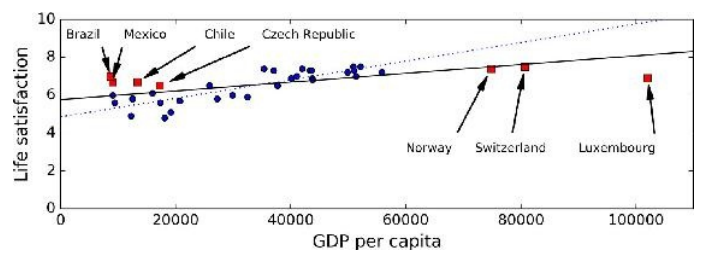 10
Brazil Mexico Chile Czech Republic
8
6
4
Norway Switzerland Luxembourg
2
0
Life satisfaction
0 20000 40000 60000 80000 100000
GDP per capita